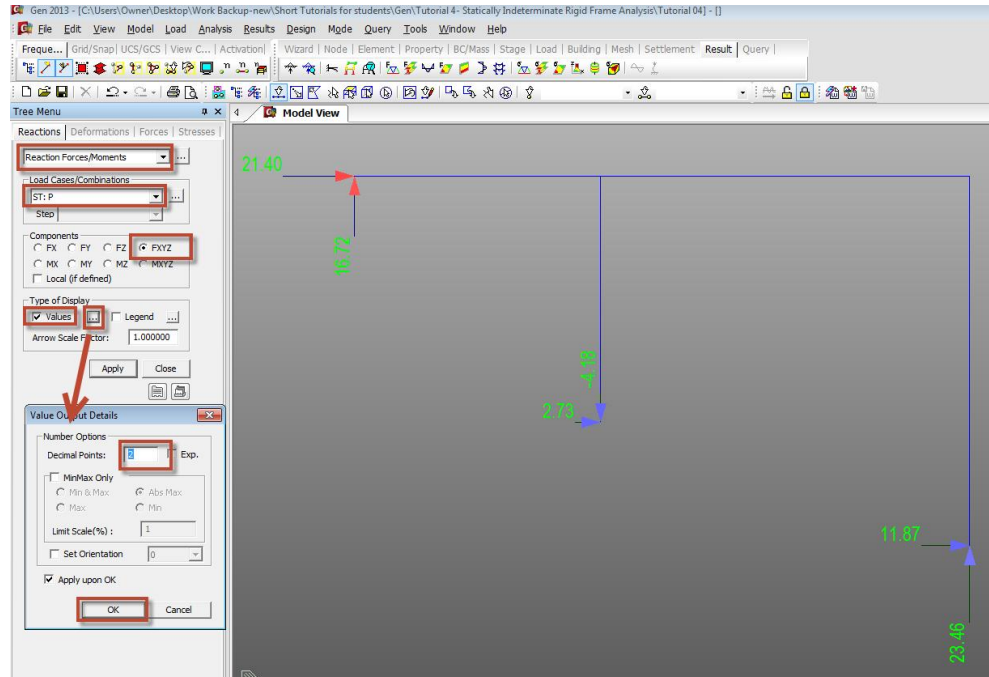 Gen 2013 - [C:\Users\Owner\Desktop\Work Backup-new\Short Tutorials for students\Gen\Tutorial 4- Statically Indeterminate Rigid Frame Analysis\Tutorial 04] - []
File Edit View Model Load Analysis Results Design Mode Query Tools Window Help
Freque... Grid/Snap UCS/GCS View C... Activation Wizard Node Element Property BC/Mass Stage Load Building Mesh Settlement Result Query
Tree Menu
Model View
Reactions Deformations Forces Stresses
Reaction Forces/Moments ...
Load Cases/Combinations
ST: P ...
Step
Components
FX FY FZ FXYZ
MX MY MZ MXYZ
Local (if defined)
Type of Display
Values ... Legend ...
Arrow Scale Factor: 1.000000
Apply Close
Value Output Details
Number Options
Decimal Points: 2 Exp.
MinMax Only
Min & Max Abs Max
Max Min
Limit Scale(%) : 1
Set Orientation 0
Apply upon OK
OK Cancel
21.40
16.72
-4.18
2.73
11.87
23.46